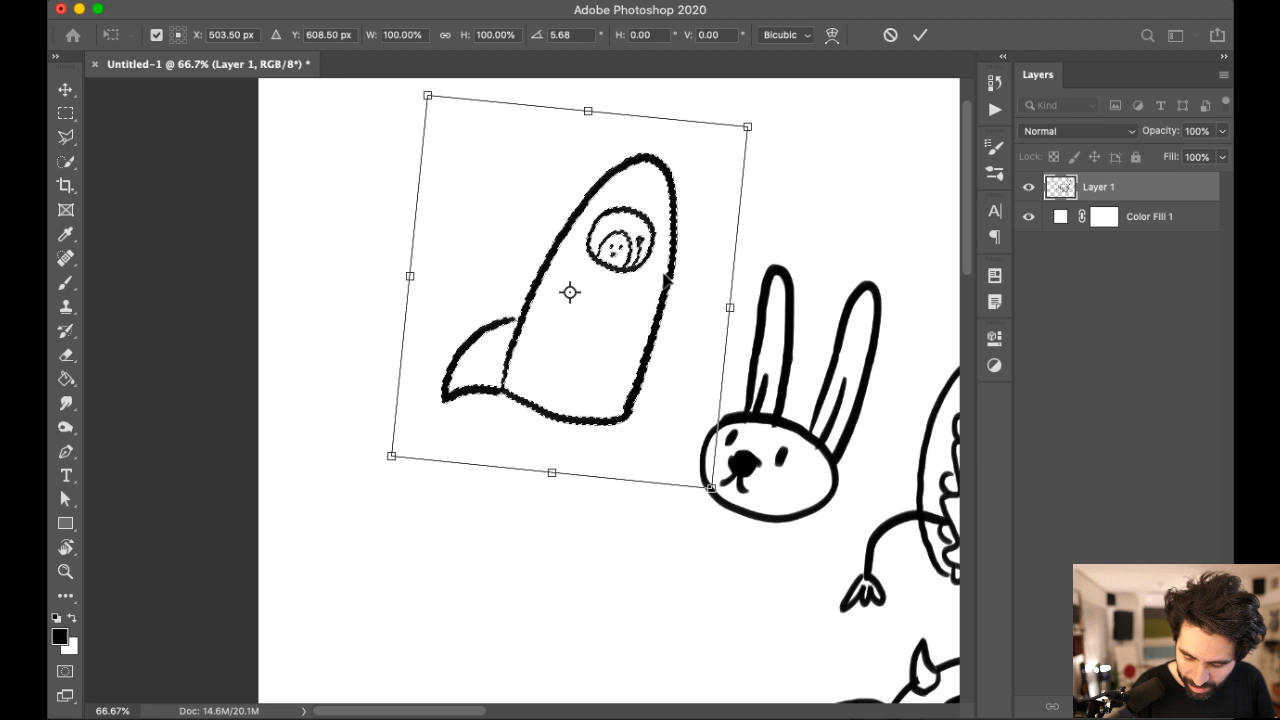 Adobe Photoshop 2020
X: 503.50 px Y: 608.50 px W: 100.00% H: 100.00% 5.68 ° H: 0.00 ° V: 0.00 ° Bicubic
× Untitled-1 @ 66.7% (Layer 1, RGB/8*) *
Layers
Kind
Normal Opacity: 100%
Lock: Fill: 100%
Layer 1
Color Fill 1
66.67% Doc: 14.6M/20.1M